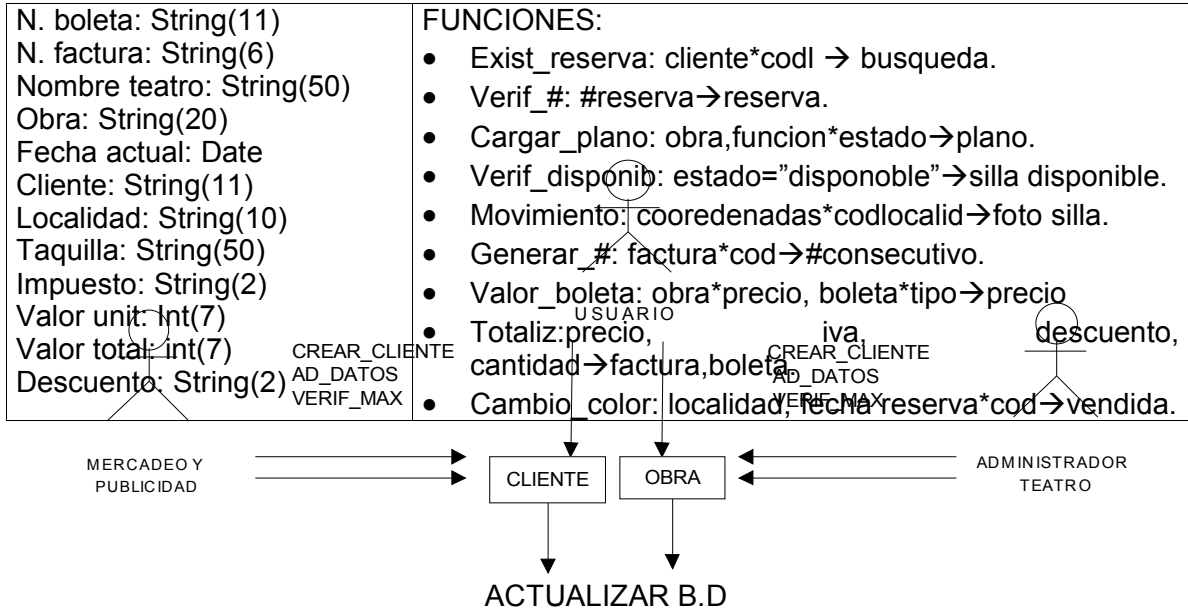 N. boleta: String(11)
N. factura: String(6)
Nombre teatro: String(50)
Obra: String(20)
Fecha actual: Date
Cliente: String(11)
Localidad: String(10)
Taquilla: String(50)
Impuesto: String(2)
Valor unit: Int(7)
Valor total: int(7)
Descuento: String(2)
FUNCIONES:
• Exist_reserva: cliente*codl → busqueda.
• Verif_#: #reserva→reserva.
• Cargar_plano: obra,funcion*estado→plano.
• Verif_disponib: estado="disponoble"→silla disponible.
• Movimiento: cooredenadas*codlocalid→foto silla.
• Generar_#: factura*cod→#consecutivo.
• Valor_boleta: obra*precio, boleta*tipo→precio
• Totaliz:precio, iva, descuento,
cantidad→factura,boleta
• Cambio_color: localidad, fecha reserva*cod→vendida.
USUARIO
CREAR_CLIENTE
AD_DATOS
VERIF_MAX
CREAR_CLIENTE
AD_DATOS
VERIF_MAX
MERCADEO Y
PUBLICIDAD
CLIENTE
OBRA
ADMINISTRADOR
TEATRO
ACTUALIZAR B.D